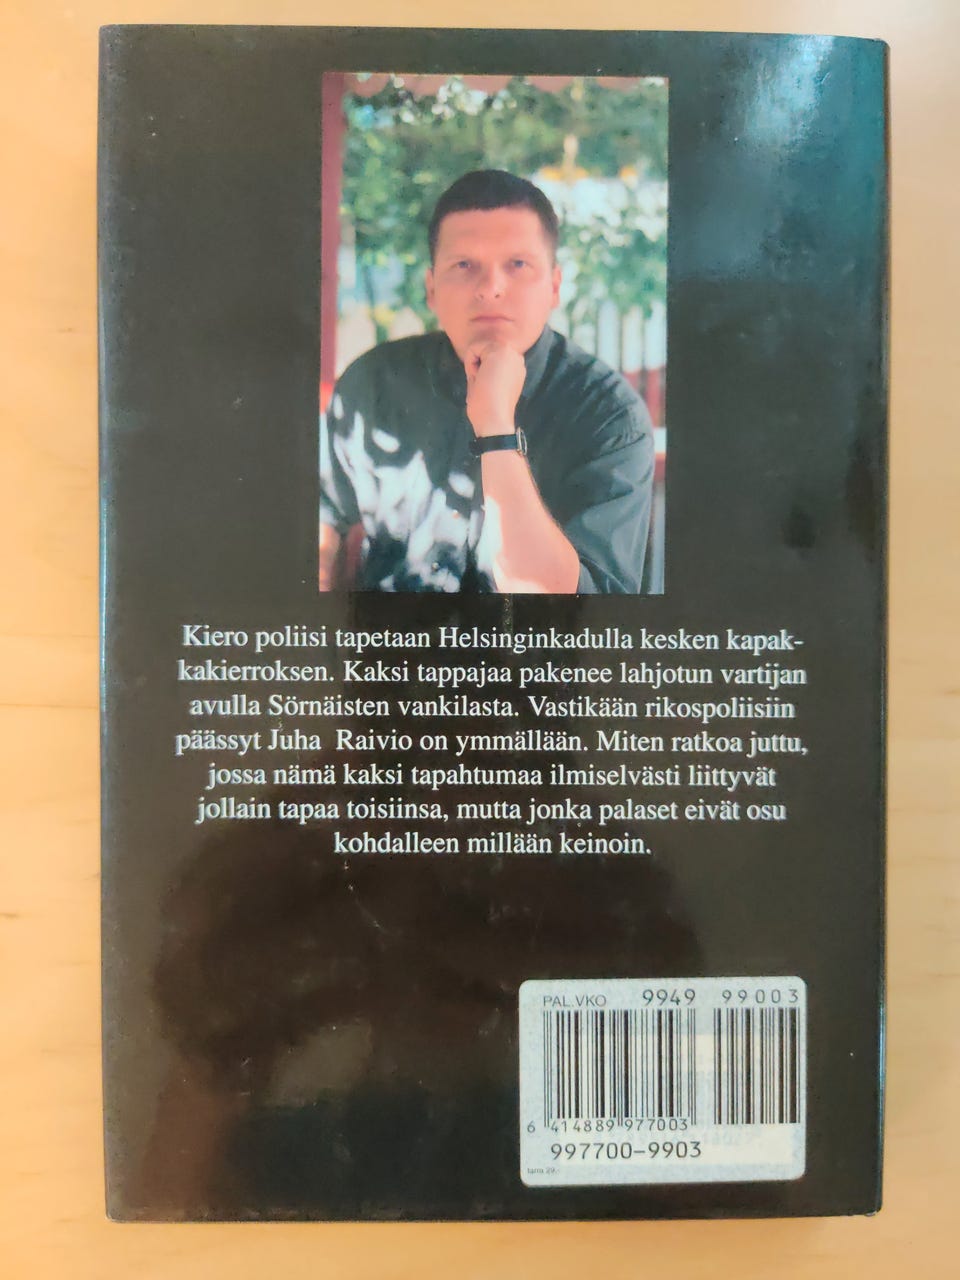 Kiero poliisi tapetaan Helsinginkadulla kesken kapak-
kakierroksen. Kaksi tappajaa pakenee lahjotun vartijan
avulla Sörnäisten vankilasta. Vastikään rikospoliisiin
päässyt Juha Raivio on ymmällään. Miten ratkoa juttu,
jossa nämä kaksi tapahtumaa ilmiselvästi liittyvät
jollain tapaa toisiinsa, mutta jonka palaset eivät osu
kohdalleen millään keinoin.
PAL.VKO 9949 99003
6 414889 977003
997700-9903
tarra 29.-